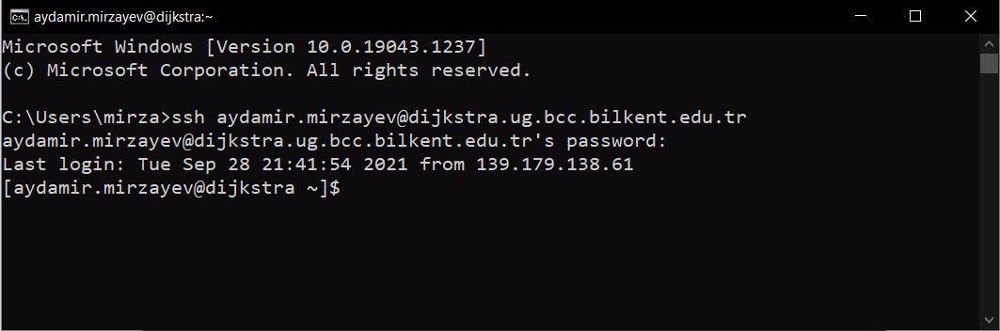 aydamir.mirzayev@dijkstra:~
Microsoft Windows [Version 10.0.19043.1237]
(c) Microsoft Corporation. All rights reserved.
C:\Users\mirza>ssh aydamir.mirzayev@dijkstra.ug.bcc.bilkent.edu.tr
aydamir.mirzayev@dijkstra.ug.bcc.bilkent.edu.tr's password:
Last login: Tue Sep 28 21:41:54 2021 from 139.179.138.61
[aydamir.mirzayev@dijkstra ~]$